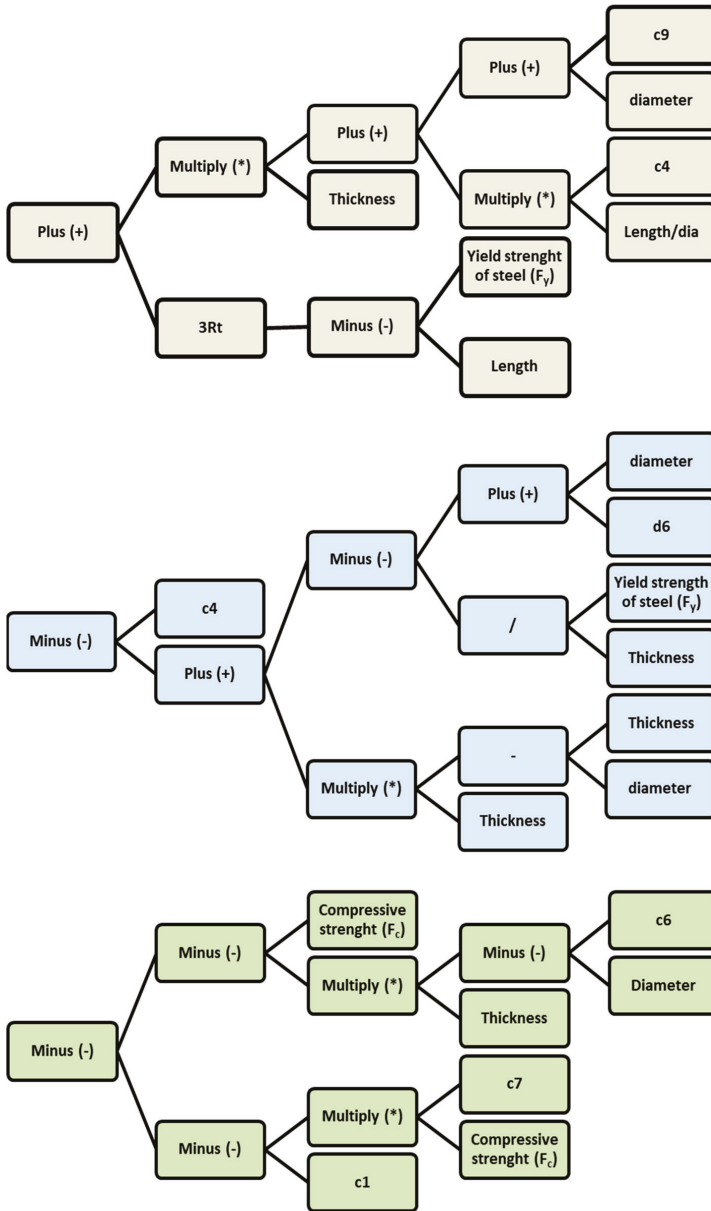 c9
Plus (+)
diameter
Plus (+)
Multiply (*)
c4
Thickness
Multiply (*)
Plus (+)
Length/dia
Yield strenght
of steel (Fy)
3Rt
Minus (-)
Length
diameter
Plus (+)
d6
Minus (-)
Yield strength
of steel (Fy)
c4
/
Minus (-)
Thickness
Plus (+)
Thickness
-
Multiply (*)
diameter
Thickness
Compressive
strenght (Fc)
c6
Minus (-)
Minus (-)
Multiply (*)
Diameter
Thickness
Minus (-)
c7
Multiply (*)
Minus (-)
Compressive
strenght (Fc)
c1